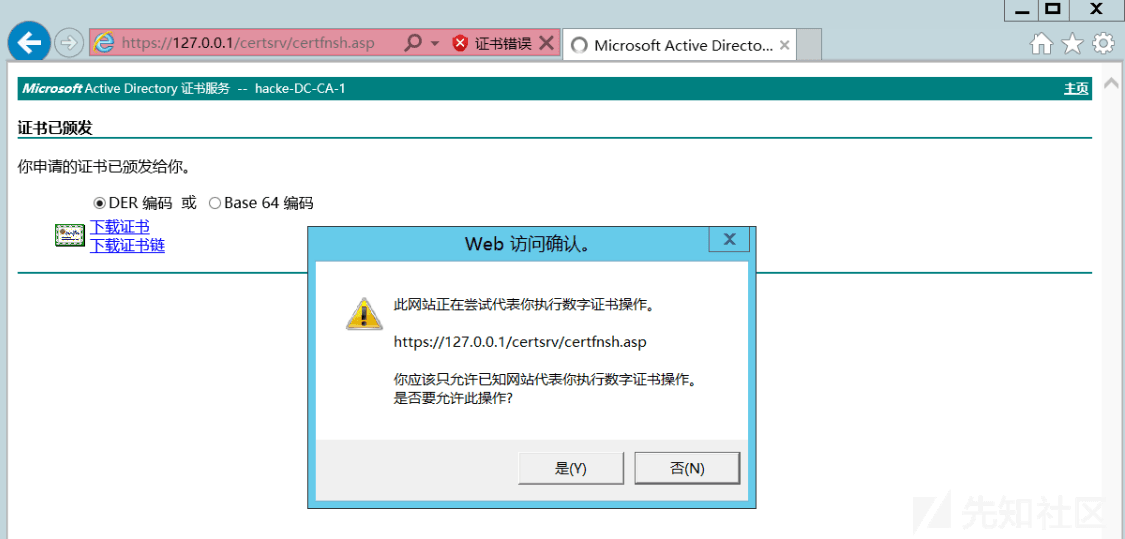 https://127.0.0.1/certsrv/certfnsh.asp
证书错误
Microsoft Active Directo...
Microsoft Active Directory 证书服务 -- hacke-DC-CA-1
主页
证书已颁发
你申请的证书已颁发给你。
DER 编码 或 Base 64 编码
下载证书
下载证书链
Web 访问确认。
此网站正在尝试代表你执行数字证书操作。
https://127.0.0.1/certsrv/certfnsh.asp
你应该只允许已知网站代表你执行数字证书操作。
是否要允许此操作?
是(Y)
否(N)
先知社区